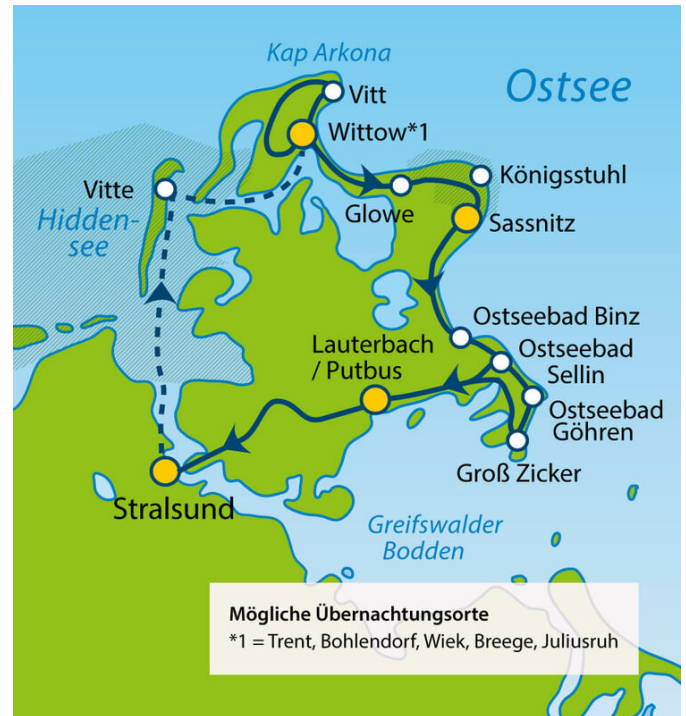 Kap Arkona
Ostsee
Vitt
Wittow*1
Königsstuhl
Vitte
Glowe
Hidden-
see
Sassnitz
Ostseebad Binz
Lauterbach
/ Putbus
Ostseebad
Sellin
Ostseebad
Göhren
Groß Zicker
Stralsund
Greifswalder
Bodden
Mögliche Übernachtungsorte
*1 = Trent, Bohlendorf, Wiek, Breege, Juliusruh